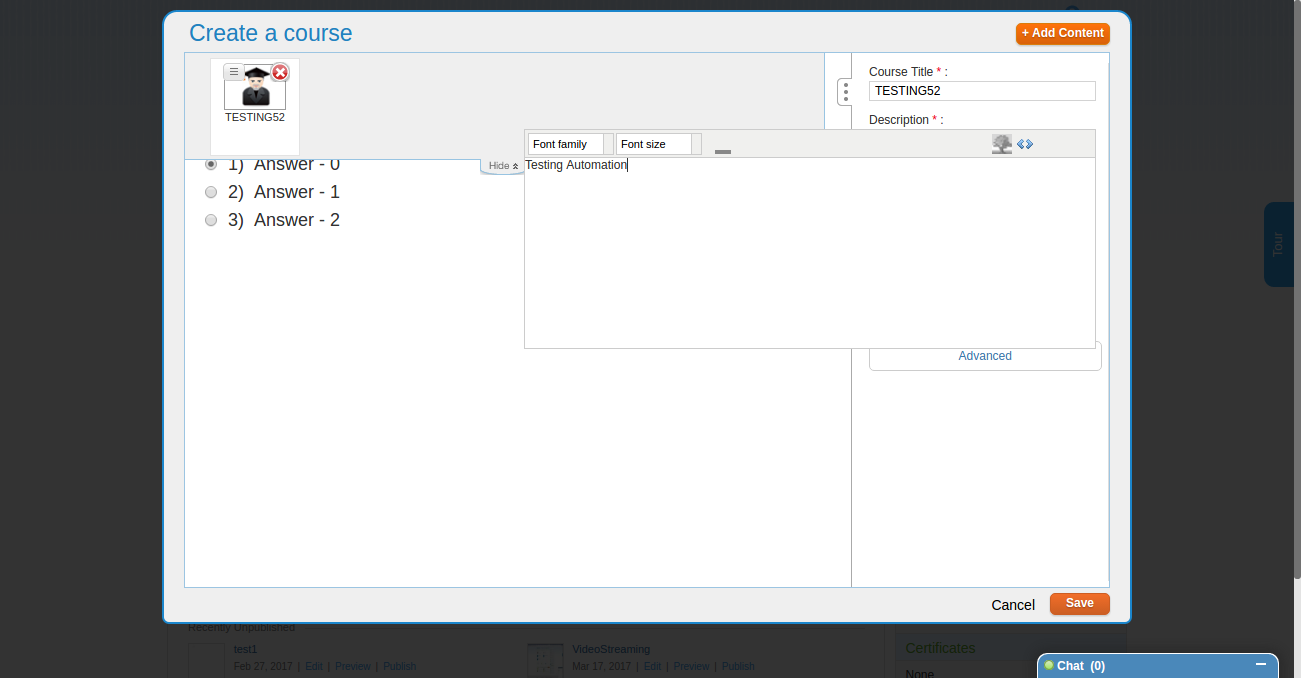 Create a course
+ Add Content
TESTING52
Course Title * :
TESTING52
Description * :
Font family
Font size
Hide
Testing Automation
1) Answer - 0
2) Answer - 1
3) Answer - 2
Tour
Advanced
Cancel
Save
Recently Unpublished
test1
Feb 27, 2017 | Edit | Preview | Publish
VideoStreaming
Mar 17, 2017 | Edit | Preview | Publish
Certificates
None
Chat (0)